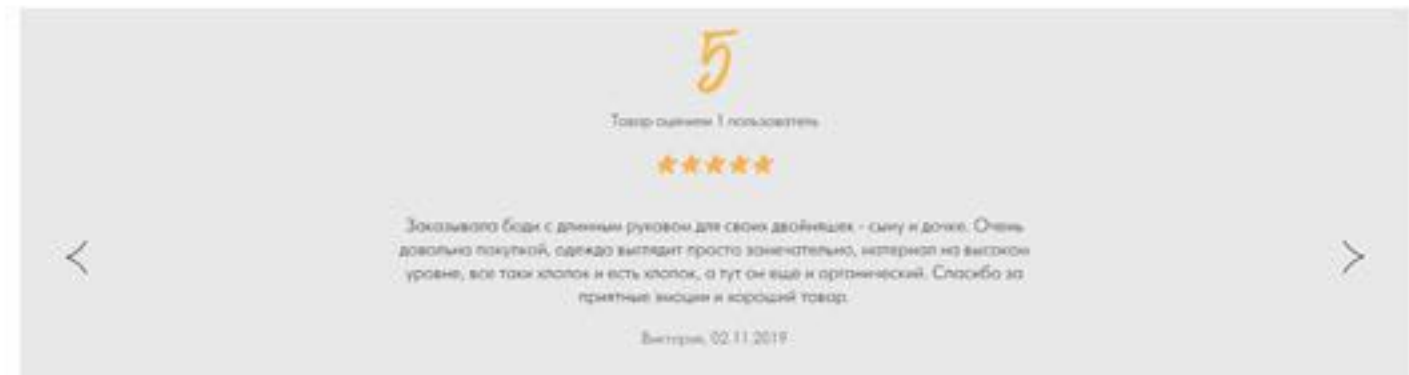 5
Товар оценили 1 пользователь
Заказывала боди с длинным рукавом для своих двойняшек - сыну и дочке. Очень
довольна покупкой, одежда выглядит просто замечательно, материал на высоком
уровне, все таки хлопок и есть хлопок, а тут он еще и органический. Спасибо за
приятные эмоции и хороший товар.
Виктория, 02.11.2019